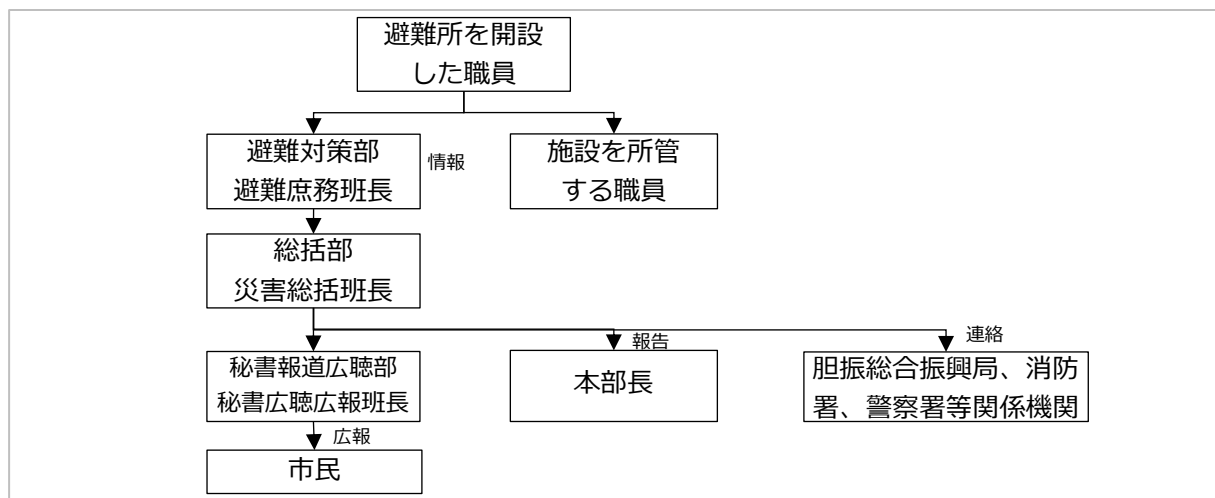 避難所を開設
した職員
避難対策部
避難庶務班長
情報
施設を所管
する職員
総括部
災害総括班長
報告
連絡
秘書報道広聴部
秘書広聴広報班長
本部長
胆振総合振興局、消防
署、警察署等関係機関
広報
市民